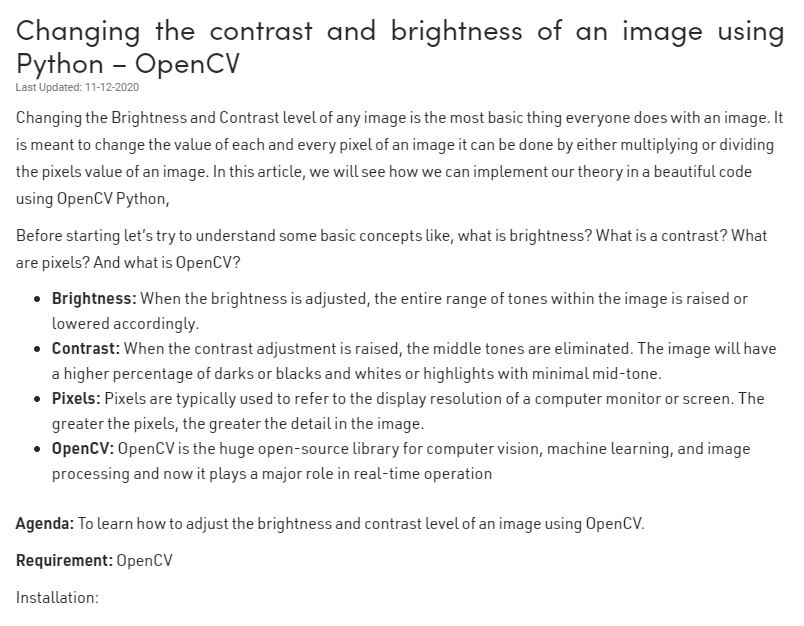 Changing the contrast and brightness of an image using
Python – OpenCV
Last Updated: 11-12-2020
Changing the Brightness and Contrast level of any image is the most basic thing everyone does with an image. It
is meant to change the value of each and every pixel of an image it can be done by either multiplying or dividing
the pixels value of an image. In this article, we will see how we can implement our theory in a beautiful code
using OpenCV Python,
Before starting let’s try to understand some basic concepts like, what is brightness? What is a contrast? What
are pixels? And what is OpenCV?
• Brightness: When the brightness is adjusted, the entire range of tones within the image is raised or
lowered accordingly.
• Contrast: When the contrast adjustment is raised, the middle tones are eliminated. The image will have
a higher percentage of darks or blacks and whites or highlights with minimal mid-tone.
• Pixels: Pixels are typically used to refer to the display resolution of a computer monitor or screen. The
greater the pixels, the greater the detail in the image.
• OpenCV: OpenCV is the huge open-source library for computer vision, machine learning, and image
processing and now it plays a major role in real-time operation
Agenda: To learn how to adjust the brightness and contrast level of an image using OpenCV.
Requirement: OpenCV
Installation: